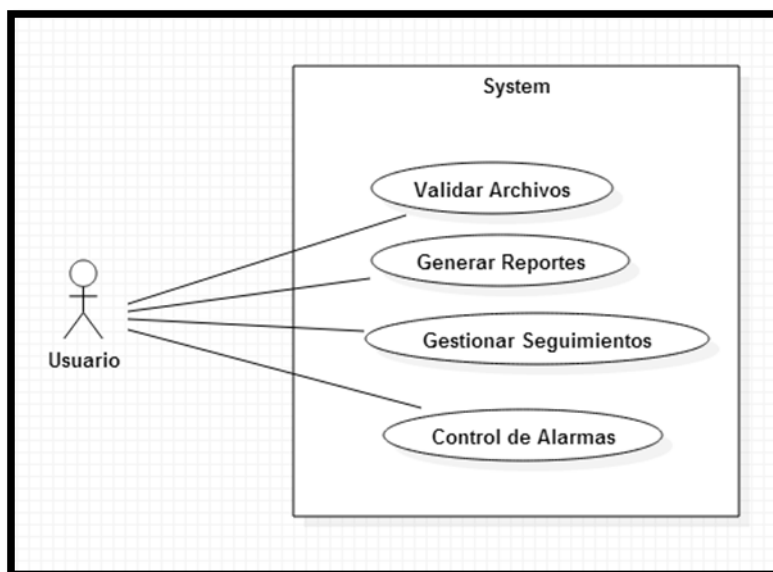 System
Validar Archivos
Generar Reportes
Gestionar Seguimientos
Usuario
Control de Alarmas